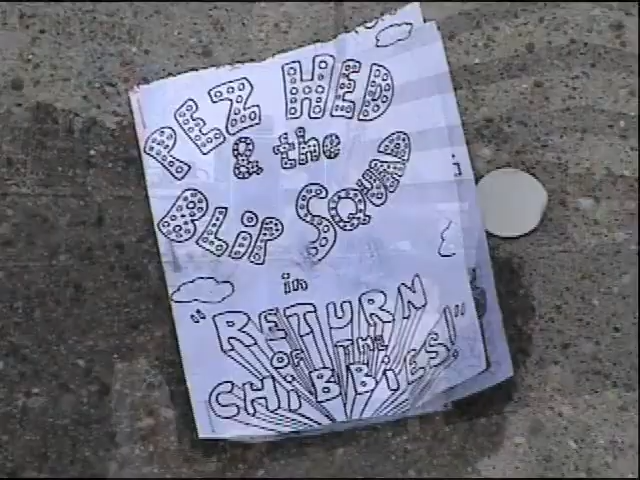 PEZ HED
& the
BLiP SQUAD
in
"RETURN
OF THE
CHiBBiES!"